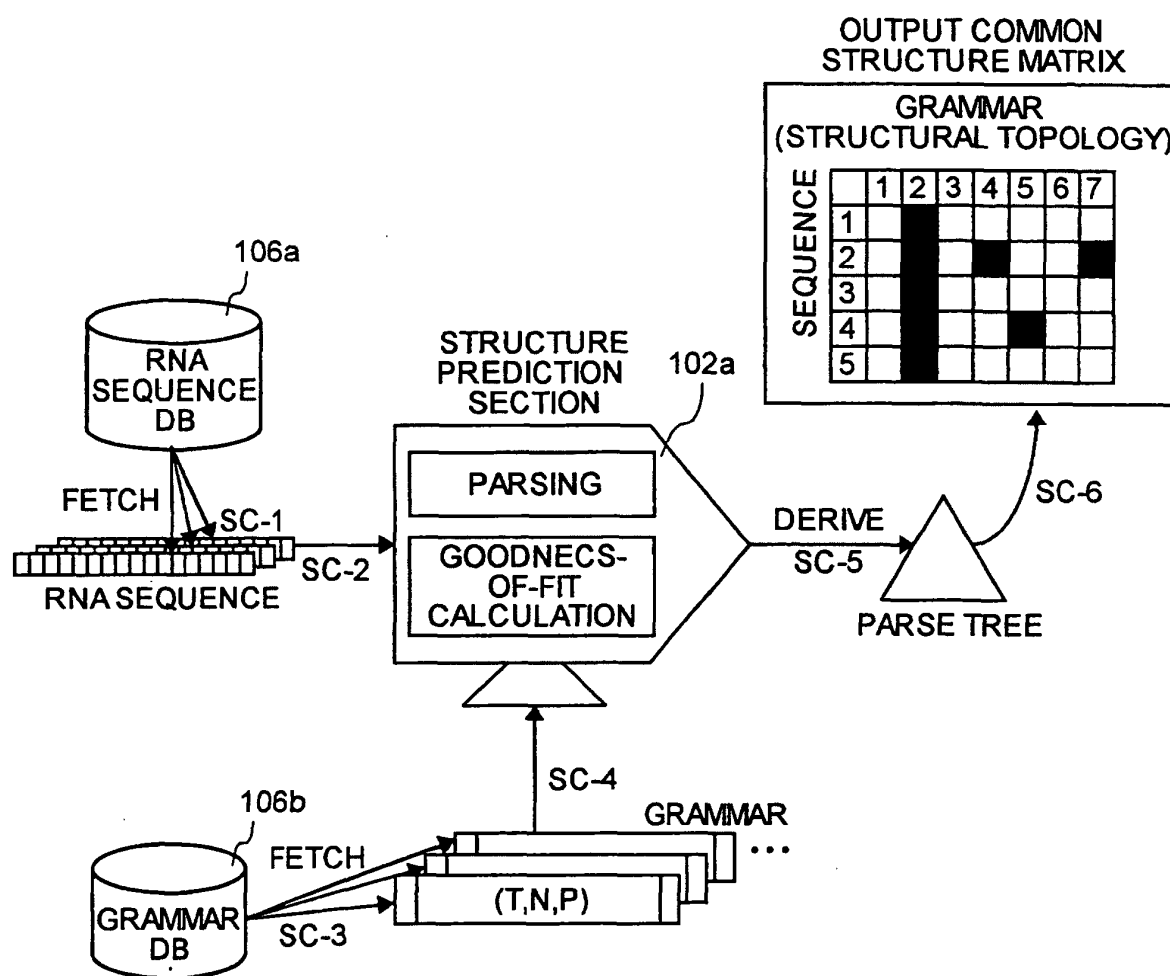 OUTPUT COMMON
STRUCTURE MATRIX
GRAMMAR
(STRUCTURAL TOPOLOGY)
SEQUENCE
1 2 3 4 5 6 7
1
2
3
4
5
106a
RNA
SEQUENCE
DB
FETCH
SC-1
SC-2
RNA SEQUENCE
STRUCTURE
PREDICTION
SECTION
102a
PARSING
GOODNECS-
OF-FIT
CALCULATION
DERIVE
SC-5
PARSE TREE
SC-6
SC-4
106b
GRAMMAR
DB
FETCH
SC-3
GRAMMAR
...
(T,N,P)